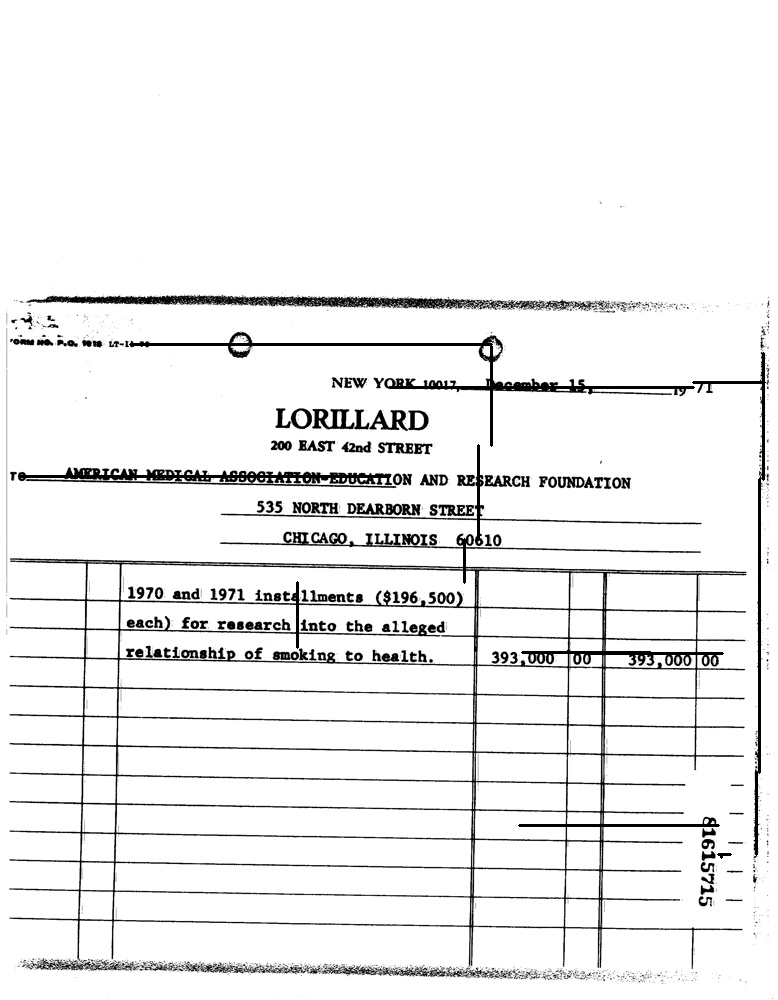 FORM NO. P.O. 1018 LT-11
NEW YORK 10017, December 15, 19 71
LORILLARD
200 EAST 42nd STREET
TO AMERICAN MEDICAL ASSOCIATION-EDUCATION AND RESEARCH FOUNDATION
535 NORTH DEARBORN STREET
CHICAGO, ILLINOIS 60610
1970 and 1971 installments ($196,500)
each) for research into the alleged
relationship of smoking to health. 393,000 00 393,000 00
81615715